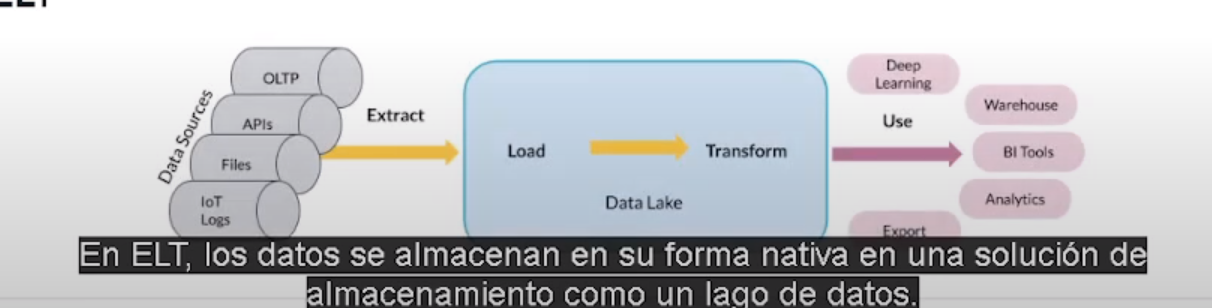 ELT
Data Sources
OLTP
APIs
Files
IoT
Logs
Extract
Load
Transform
Data Lake
Use
Deep
Learning
Warehouse
BI Tools
Analytics
Export
En ELT, los datos se almacenan en su forma nativa en una solución de
almacenamiento como un lago de datos.